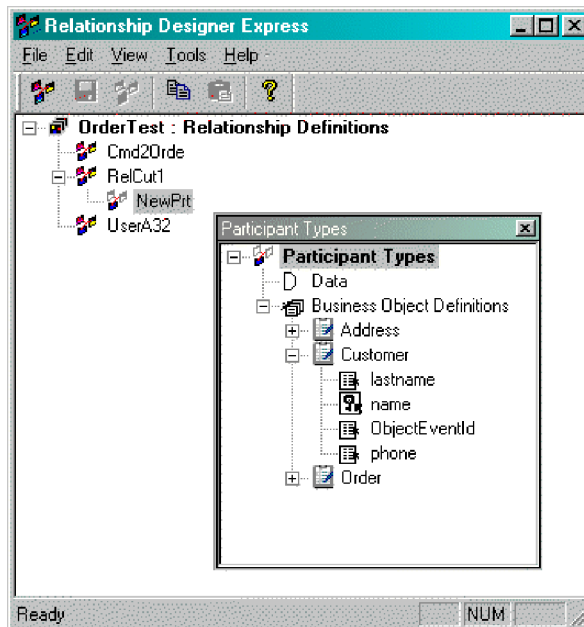 Relationship Designer Express
File Edit View Tools Help
OrderTest : Relationship Definitions
Cmd2Orde
RelCut1
NewPrt
UserA32
Participant Types
Participant Types
Data
Business Object Definitions
Address
Customer
lastname
name
ObjectEventId
phone
Order
Ready NUM